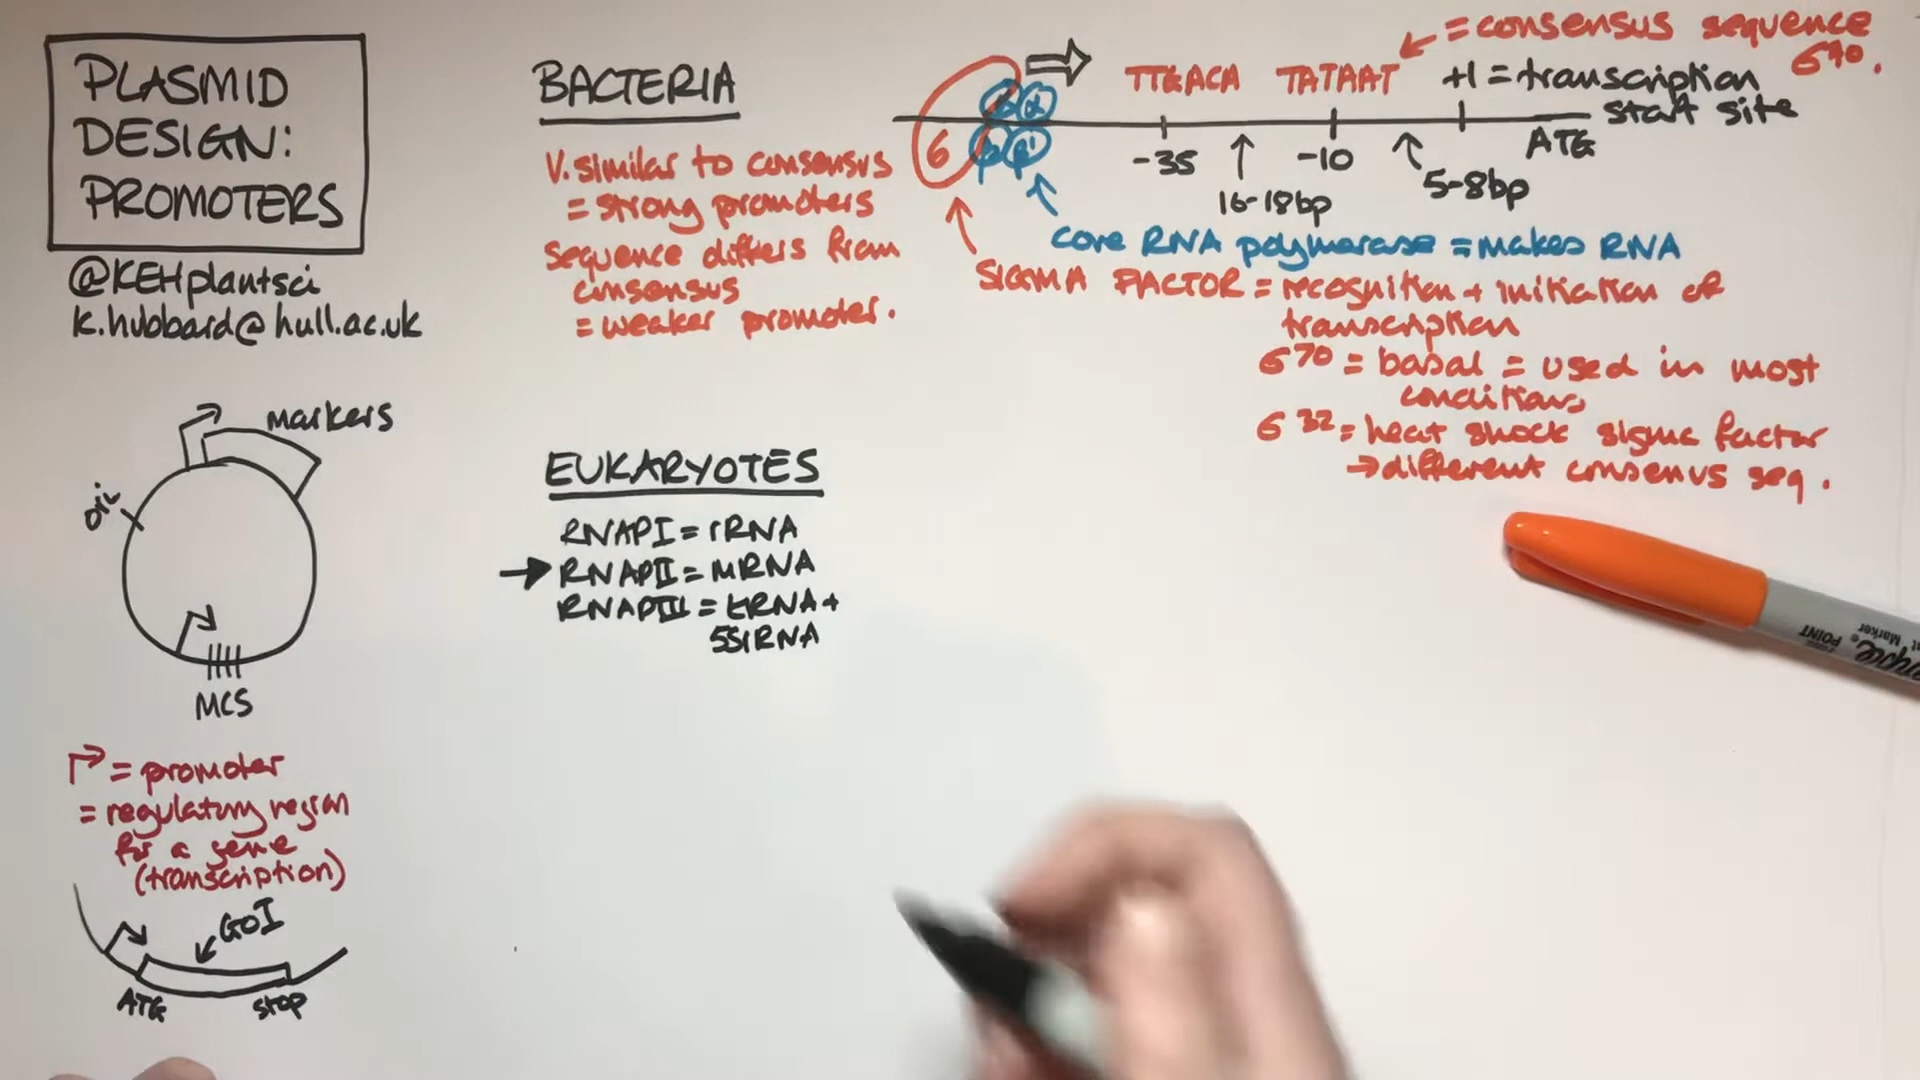 PLASMID
DESIGN:
PROMOTERS
@KEHplantsci
k.hubbard@hull.ac.uk
markers
ori
MCS
= promoter
= regulatory region
for a gene
(transcription)
GOI
ATG
stop
BACTERIA
V. similar to consensus
= strong promoters
sequence differs from
consensus
= weaker promoter.
EUKARYOTES
RNAPI = rRNA
→ RNAPII = mRNA
RNAPIII = tRNA +
5SrRNA
= consensus sequence
σ70.
TTGACA TATAAT +1 = transcription
start site
α α
σ β β'
-35 -10 ATG
16-18bp 5-8bp
core RNA polymerase = makes RNA
SIGMA FACTOR = recognition + initiation of
transcription
σ70 = basal = used in most
conditions
σ32 = heat shock sigma factor
→ different consenus seq.
POINT